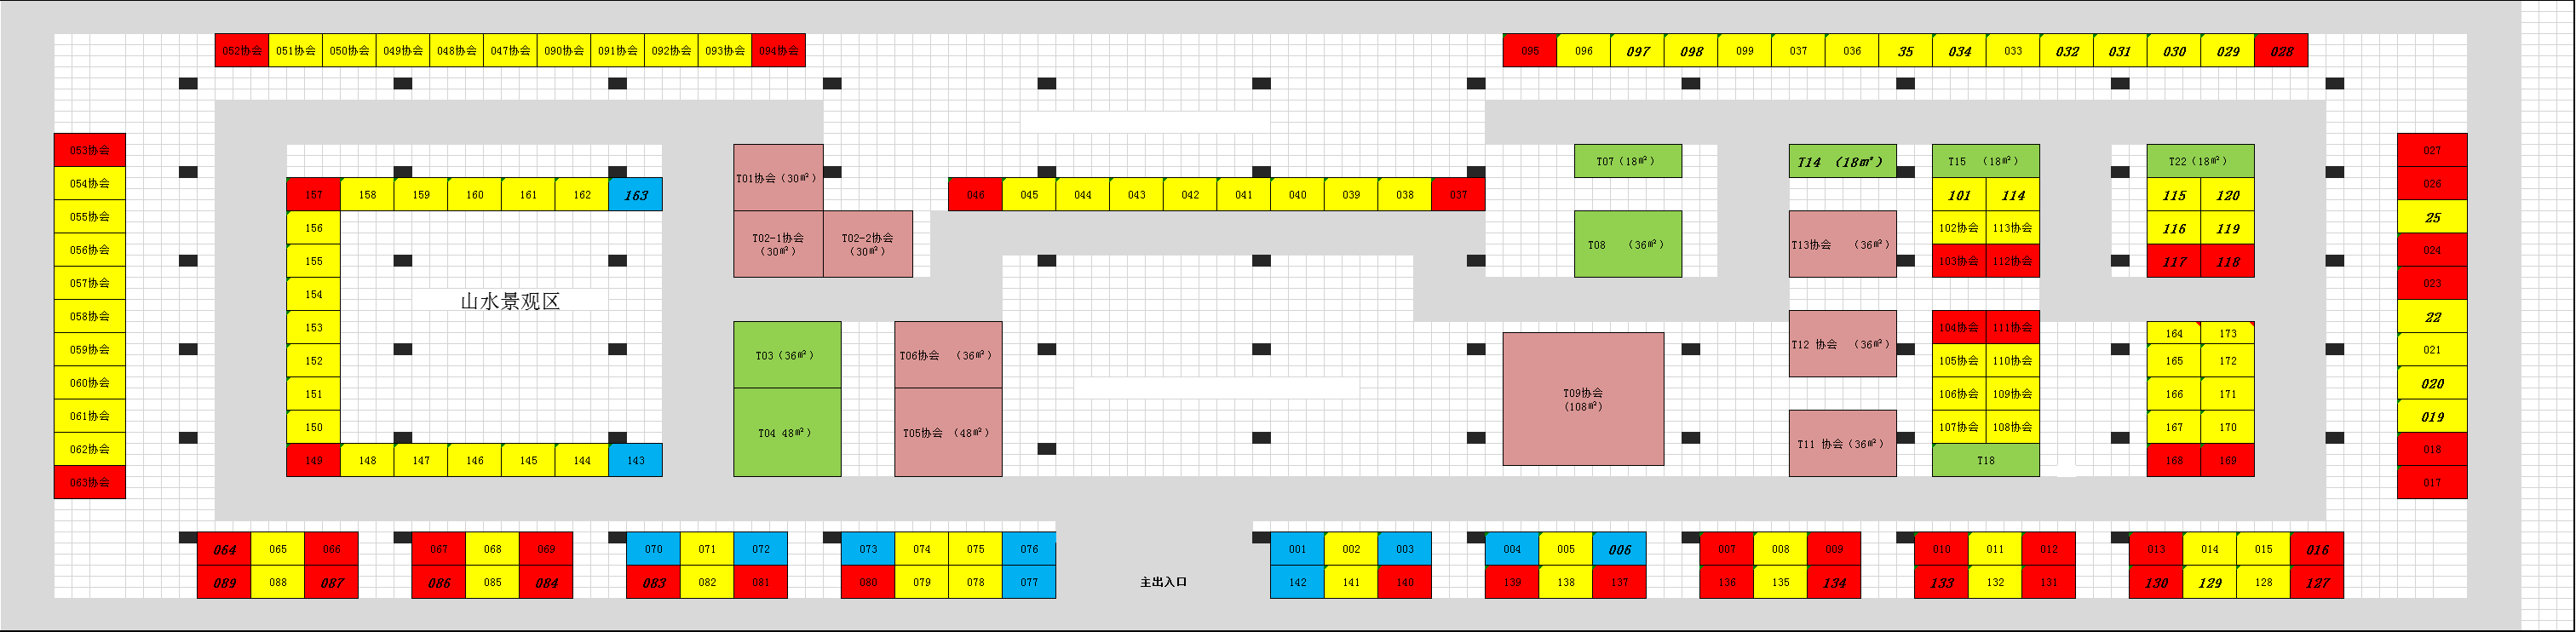 052协会 051协会 050协会 049协会 048协会 047协会 090协会 091协会 092协会 093协会 094协会
095 096 097 098 099 037 036 35 034 033 032 031 030 029 028
053协会
054协会
055协会
056协会
057协会
058协会
059协会
060协会
061协会
062协会
063协会
157 158 159 160 161 162 163
156
155
154
153
152
151
150
149 148 147 146 145 144 143
山水景观区
T01协会（30㎡）
T02-1协会
（30㎡）
T02-2协会
（30㎡）
T03（36㎡）
T04 48㎡）
T06协会 （36㎡）
T05协会 （48㎡）
046 045 044 043 042 041 040 039 038 037
T07（18㎡）
T08 （36㎡）
T09协会
（108㎡）
T14 （18㎡）
T13协会 （36㎡）
T12 协会 （36㎡）
T11 协会（36㎡）
T15 （18㎡）
101 114
102协会 113协会
103协会 112协会
104协会 111协会
105协会 110协会
106协会 109协会
107协会 108协会
T18
T22（18㎡）
115 120
116 119
117 118
164 173
165 172
166 171
167 170
168 169
027
026
25
024
023
22
021
020
019
018
017
064 065 066 067 068 069 070 071 072 073 074 075 076 001 002 003 004 005 006 007 008 009 010 011 012 013 014 015 016
089 088 087 086 085 084 083 082 081 080 079 078 077 主出入口 142 141 140 139 138 137 136 135 134 133 132 131 130 129 128 127